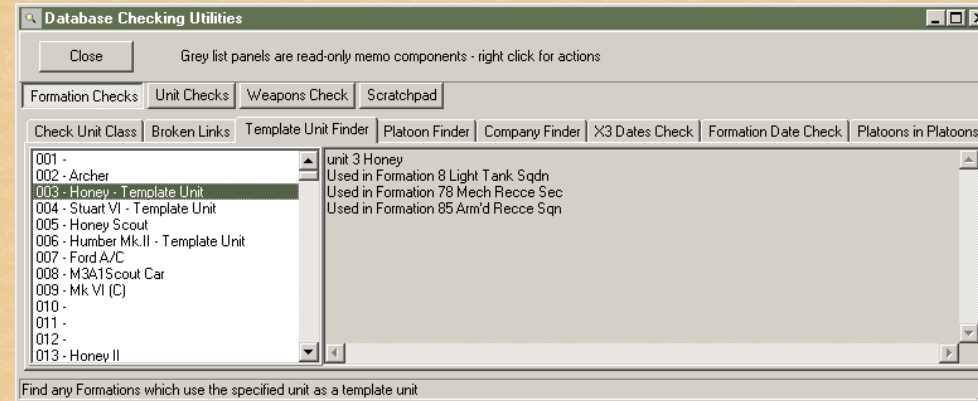 Database Checking Utilities
Close
Grey list panels are read-only memo components - right click for actions
Formation Checks
Unit Checks
Weapons Check
Scratchpad
Check Unit Class
Broken Links
Template Unit Finder
Platoon Finder
Company Finder
X3 Dates Check
Formation Date Check
Platoons in Platoons
001 -
002 - Archer
003 - Honey - Template Unit
004 - Stuart VI - Template Unit
005 - Honey Scout
006 - Humber Mk.II - Template Unit
007 - Ford A/C
008 - M3A1Scout Car
009 - Mk VI (C)
010 -
011 -
012 -
013 - Honey II
unit 3 Honey
Used in Formation 8 Light Tank Sqdn
Used in Formation 78 Mech Recce Sec
Used in Formation 85 Arm'd Recce Sqn
Find any Formations which use the specified unit as a template unit